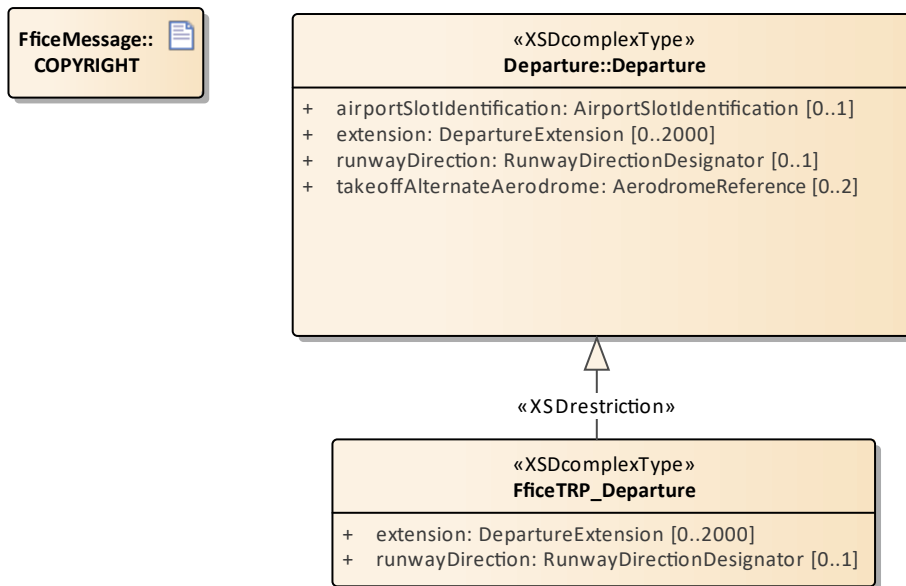 FficeMessage::
COPYRIGHT
«XSDcomplexType»
Departure::Departure
+ airportSlotIdentification: AirportSlotIdentification [0..1]
+ extension: DepartureExtension [0..2000]
+ runwayDirection: RunwayDirectionDesignator [0..1]
+ takeoffAlternateAerodrome: AerodromeReference [0..2]
«XSDrestriction»
«XSDcomplexType»
FficeTRP_Departure
+ extension: DepartureExtension [0..2000]
+ runwayDirection: RunwayDirectionDesignator [0..1]